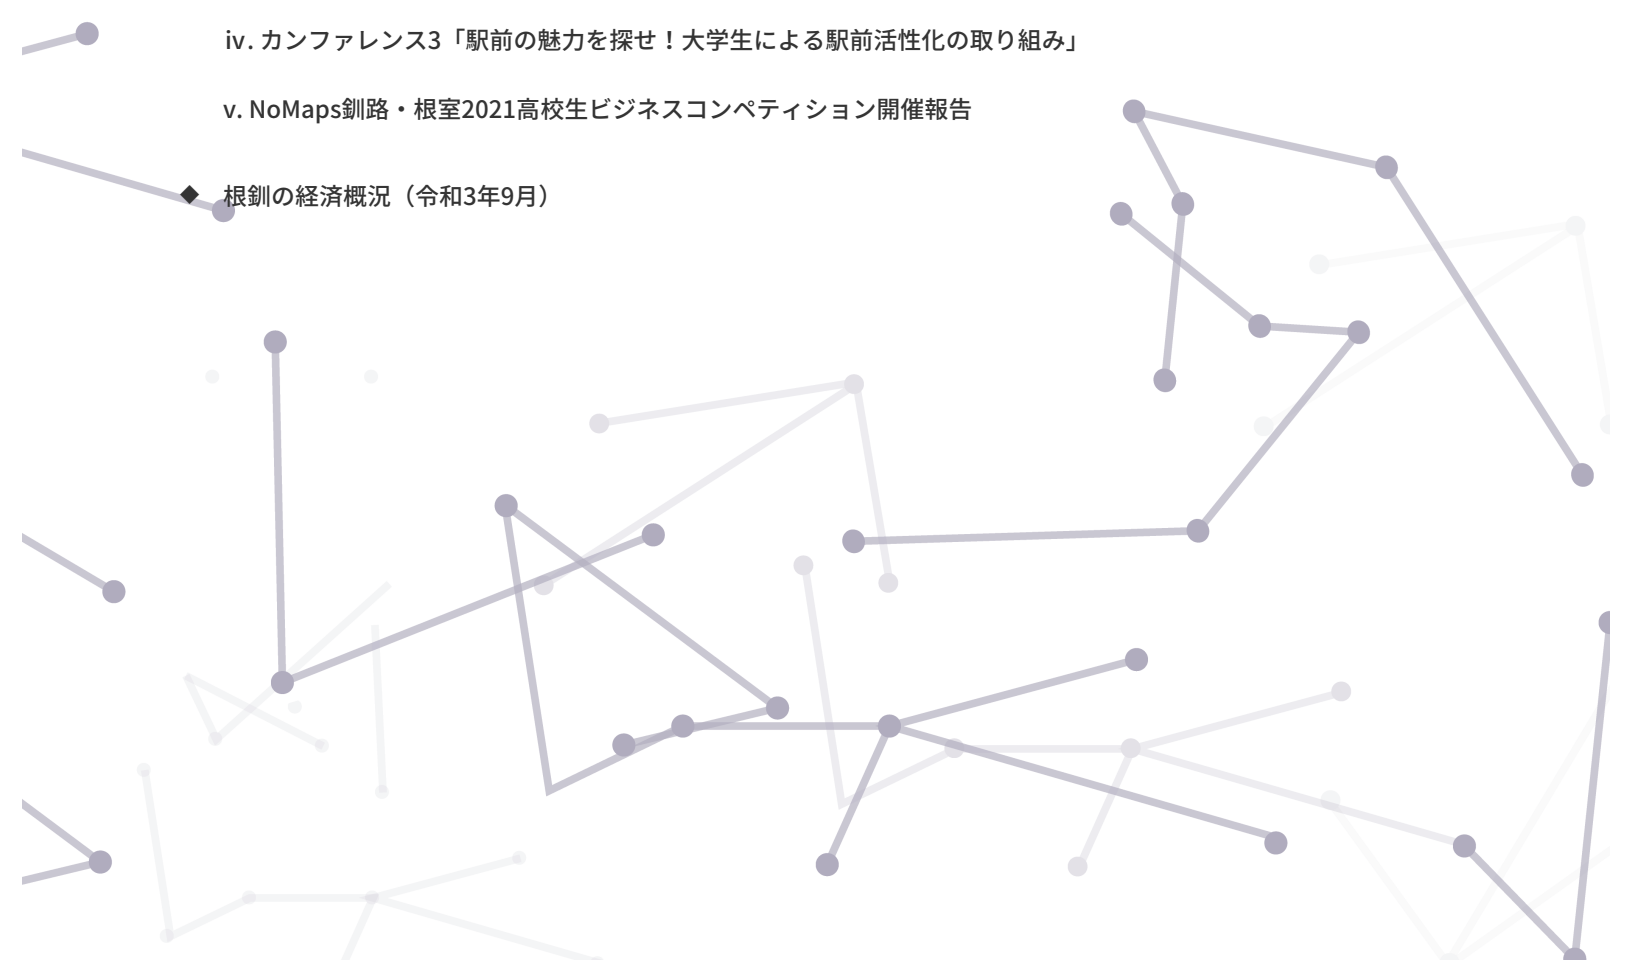 ⅳ. カンファレンス3「駅前の魅力を探せ！大学生による駅前活性化の取り組み」
ⅴ. NoMaps釧路・根室2021高校生ビジネスコンペティション開催報告
◆ 根釧の経済概況（令和3年9月）